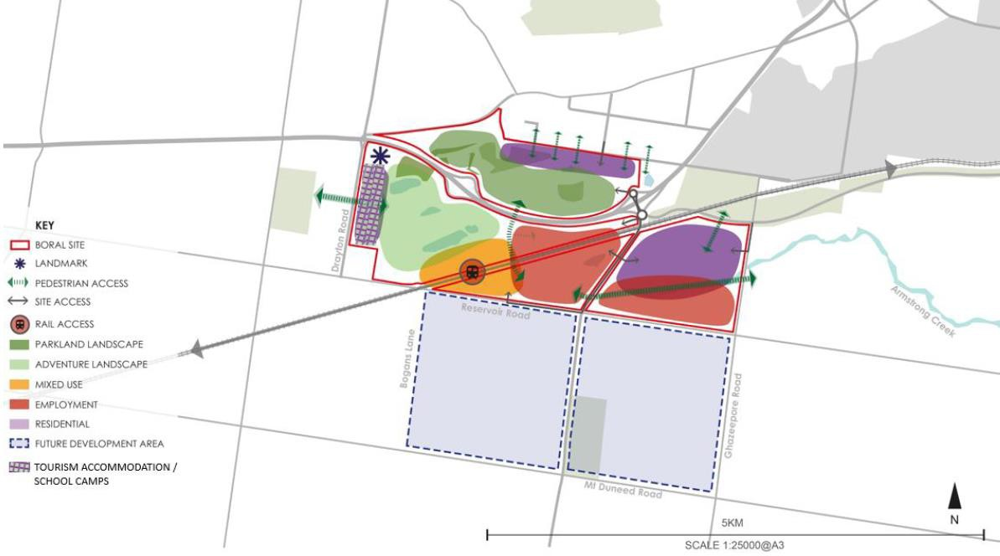 KEY
BORAL SITE
LANDMARK
PEDESTRIAN ACCESS
SITE ACCESS
RAIL ACCESS
PARKLAND LANDSCAPE
ADVENTURE LANDSCAPE
MIXED USE
EMPLOYMENT
RESIDENTIAL
FUTURE DEVELOPMENT AREA
TOURISM ACCOMMODATION /
SCHOOL CAMPS
Drayton Road
Reservoir Road
Bogans Lane
Armstrong Creek
Ghazeepore Road
Mt Duneed Road
N
5KM
SCALE 1:25000@A3